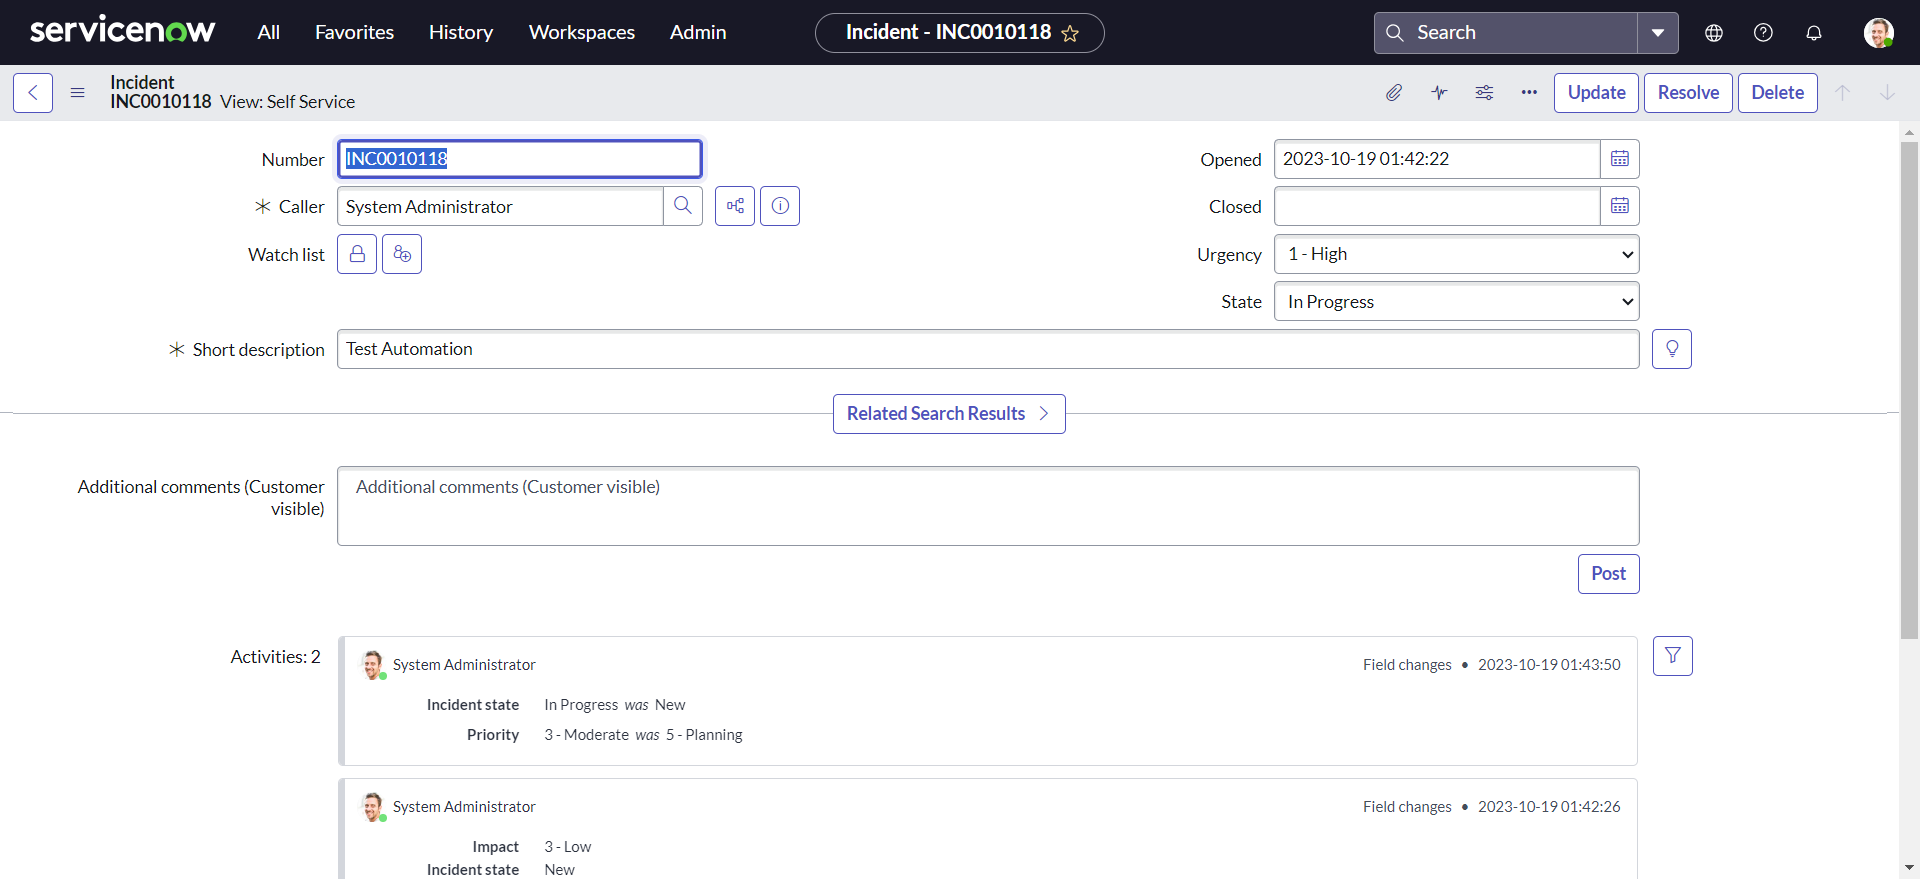 servicenow All Favorites History Workspaces Admin Incident - INC0010118 Search
Incident
INC0010118 View: Self Service Update Resolve Delete
Number INC0010118 Opened 2023-10-19 01:42:22
Caller System Administrator Closed
Watch list Urgency 1 - High
State In Progress
Short description Test Automation
Related Search Results
Additional comments (Customer visible) Additional comments (Customer visible)
Post
Activities: 2 System Administrator Field changes • 2023-10-19 01:43:50
Incident state In Progress was New
Priority 3 - Moderate was 5 - Planning
System Administrator Field changes • 2023-10-19 01:42:26
Impact 3 - Low
Incident state New